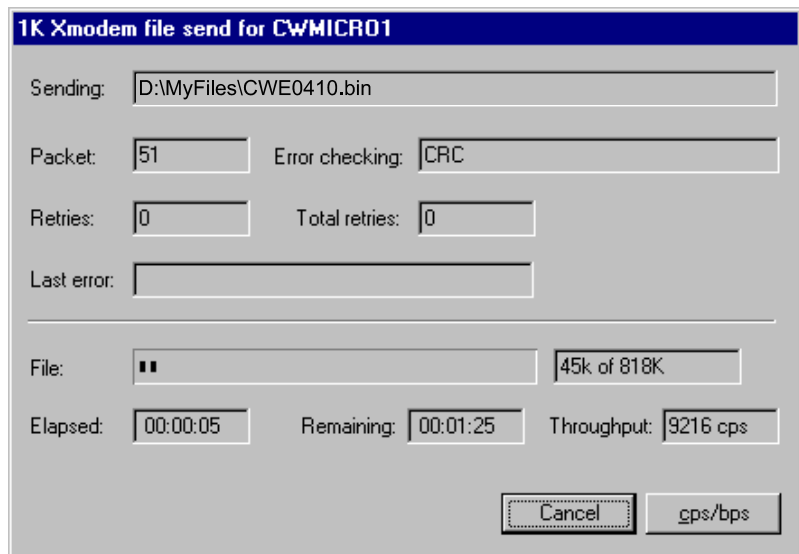 1K Xmodem file send for CWMICRO1
Sending: D:\MyFiles\CWE0410.bin
Packet: 51 Error checking: CRC
Retries: 0 Total retries: 0
Last error:
File: 45k of 818K
Elapsed: 00:00:05 Remaining: 00:01:25 Throughput: 9216 cps
Cancel cps/bps